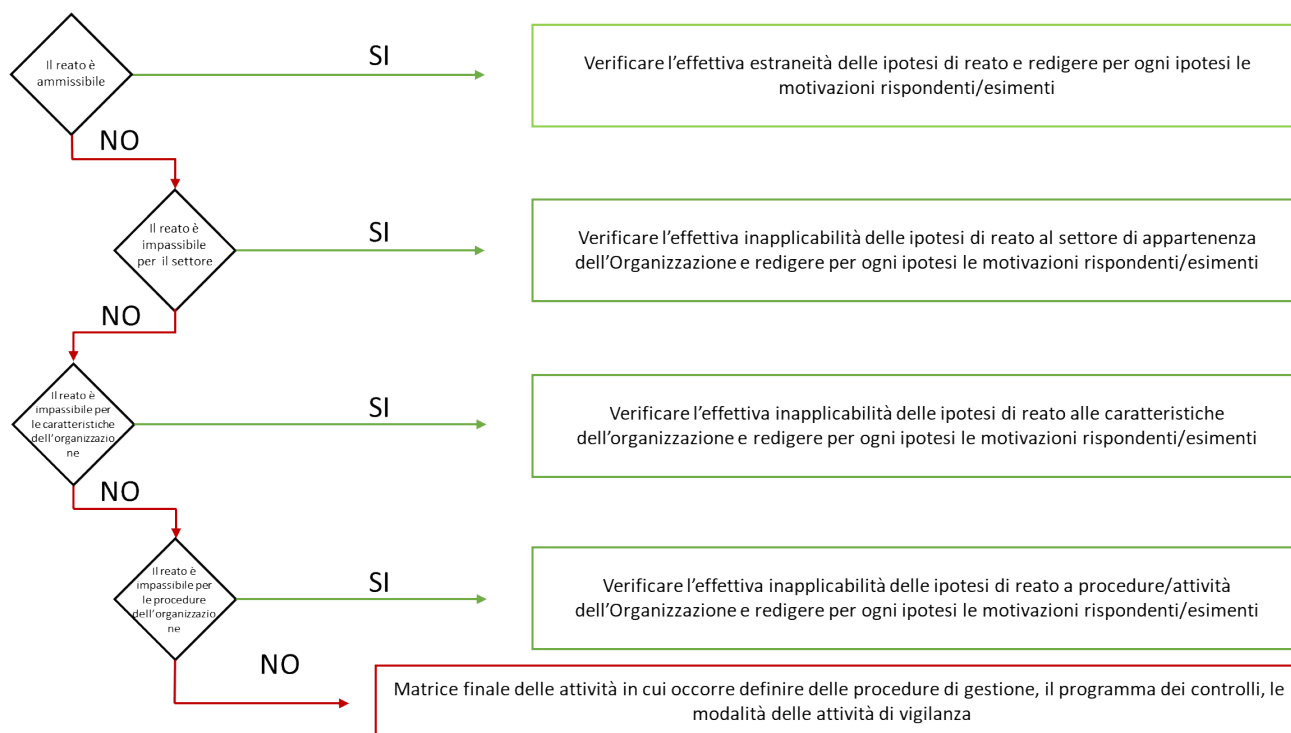 Il reato è
ammissibile
SI
Verificare l'effettiva estraneità delle ipotesi di reato e redigere per ogni ipotesi le
motivazioni rispondenti/esimenti
NO
Il reato è
impassibile
per il settore
SI
Verificare l'effettiva inapplicabilità delle ipotesi di reato al settore di appartenenza
dell'Organizzazione e redigere per ogni ipotesi le motivazioni rispondenti/esimenti
NO
Il reato è
impassibile per
le caratteristiche
dell'organizzazio
ne
SI
Verificare l'effettiva inapplicabilità delle ipotesi di reato alle caratteristiche
dell'organizzazione e redigere per ogni ipotesi le motivazioni rispondenti/esimenti
NO
Il reato è
impassibile per
le procedure
dell'organizzazio
ne
SI
Verificare l'effettiva inapplicabilità delle ipotesi di reato a procedure/attività
dell'Organizzazione e redigere per ogni ipotesi le motivazioni rispondenti/esimenti
NO
Matrice finale delle attività in cui occorre definire delle procedure di gestione, il programma dei controlli, le
modalità delle attività di vigilanza